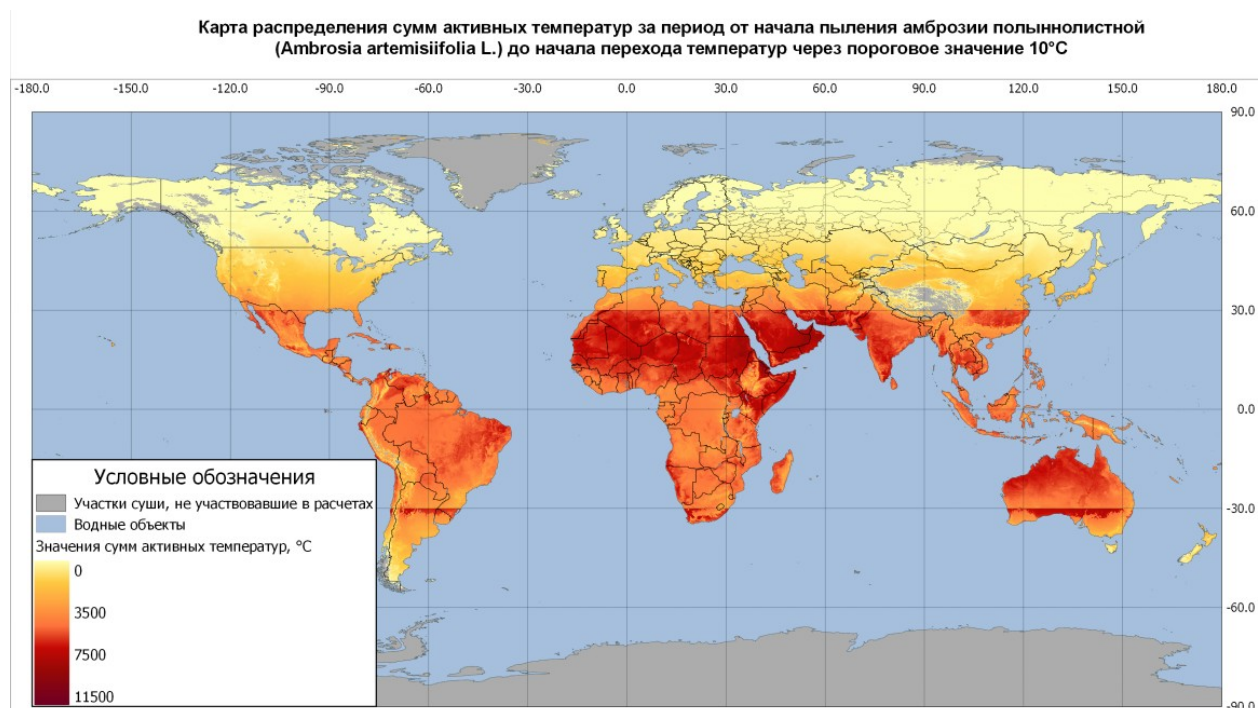 Карта распределения сумм активных температур за период от начала пыления амброзии полыннолистной
(Ambrosia artemisiifolia L.) до начала перехода температур через пороговое значение 10°C
-180.0 -150.0 -120.0 -90.0 -60.0 -30.0 0.0 30.0 60.0 90.0 120.0 150.0 180.0
90.0
60.0
30.0
0.0
-30.0
-60.0
-90.0
Условные обозначения
Участки суши, не участвовавшие в расчетах
Водные объекты
Значения сумм активных температур, °C
0
3500
7500
11500